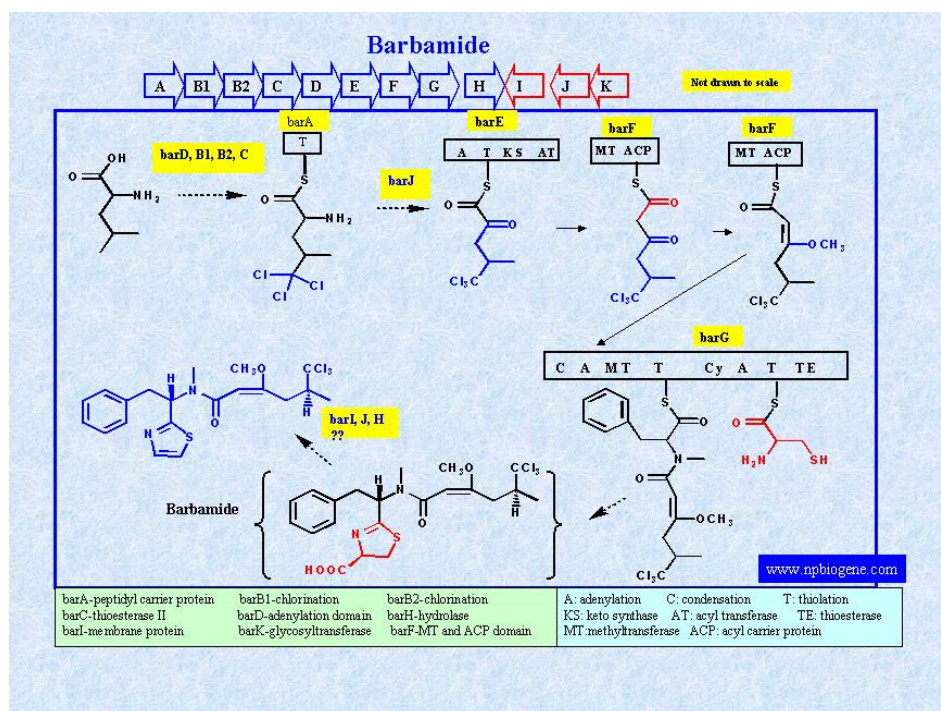 Barbamide
A B1 B2 C D E F G H I J K
Not drawn to scale
barA barE barF barF
T
A T KS AT
MT ACP
MT ACP
barD, B1, B2, C
barJ
OH
O
NH2
S
O
NH2
Cl
Cl
Cl
S
O
O
Cl3C
S
O
O
O
Cl3C
S
O
OCH3
Cl3C
barG
C A MT T Cy A T TE
S
O
N
O
OCH3
Cl3C
S
O
H2N
SH
H
N
O
H3CO
CCl3
H
N
S
barI, J, H
??
Barbamide
H
N
O
H3CO
CCl3
H
N
S
HOOC
www.npbiogene.com
barA-peptidyl carrier protein barB1-chlorination barB2-chlorination
barC-thioesterase II barD-adenylation domain barH-hydrolase
barI-membrane protein barK-glycosyltransferase barF-MT and ACP domain
A: adenylation C: condensation T: thiolation
KS: keto synthase AT: acyl transferase TE: thioesterase
MT:methyltransferase ACP: acyl carrier protein